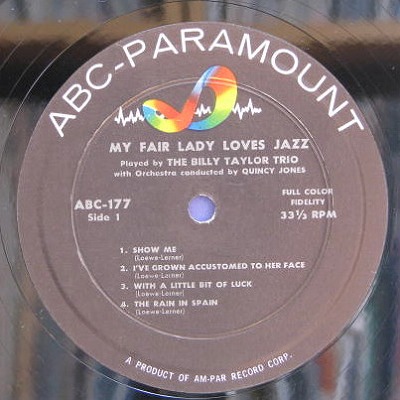 ABC-PARAMOUNT
MY FAIR LADY LOVES JAZZ
Played by THE BILLY TAYLOR TRIO
with Orchestra conducted by QUINCY JONES
ABC-177
Side 1
FULL COLOR
FIDELITY
33⅓ RPM
1. SHOW ME
(Loewe-Lerner)
2. I'VE GROWN ACCUSTOMED TO HER FACE
(Loewe-Lerner)
3. WITH A LITTLE BIT OF LUCK
(Loewe-Lerner)
4. THE RAIN IN SPAIN
(Loewe-Lerner)
A PRODUCT OF AM-PAR RECORD CORP.